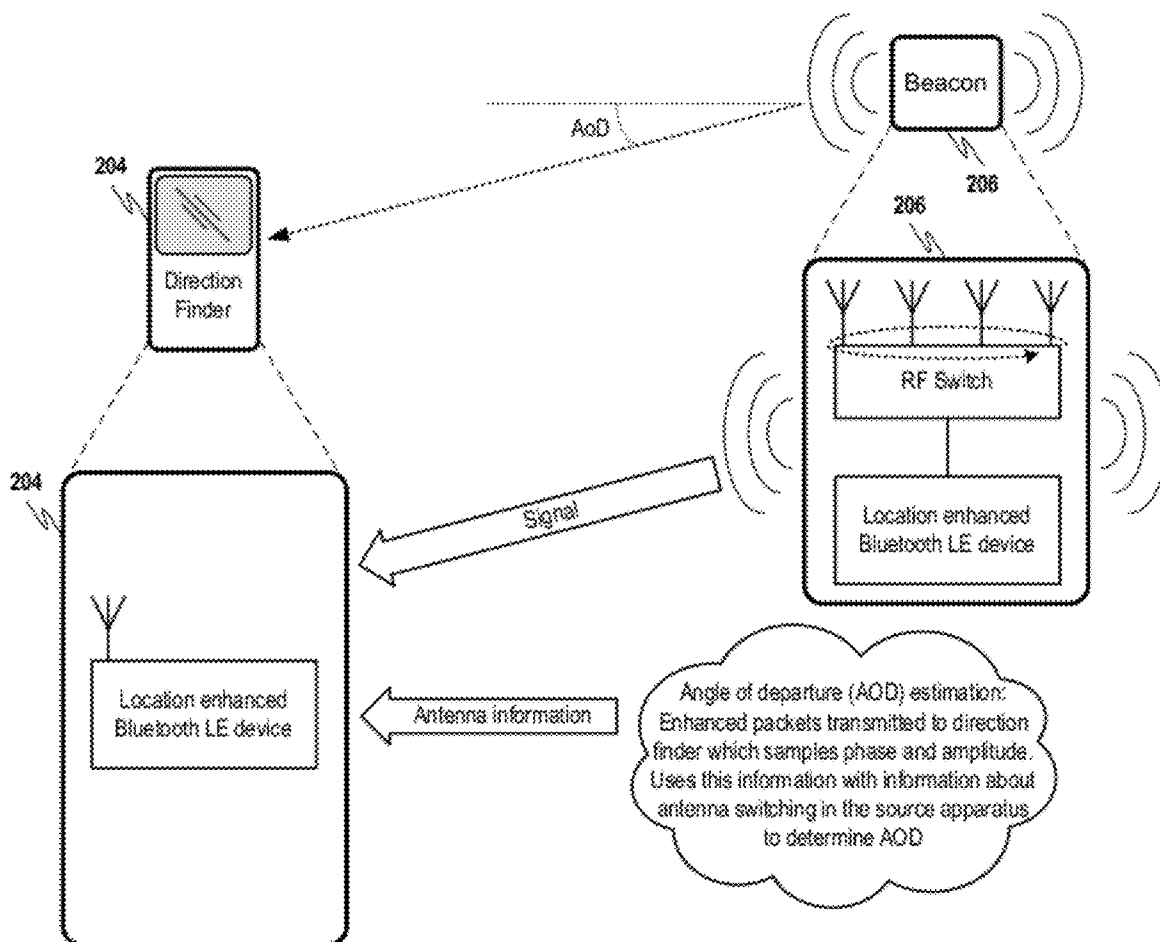 Beacon
AoD
204
206
206
Direction
Finder
RF Switch
204
Signal
Location enhanced
Bluetooth LE device
Location enhanced
Bluetooth LE device
Antenna information
Angle of departure (AOD) estimation:
Enhanced packets transmitted to direction
finder which samples phase and amplitude.
Uses this information with information about
antenna switching in the source apparatus
to determine AOD